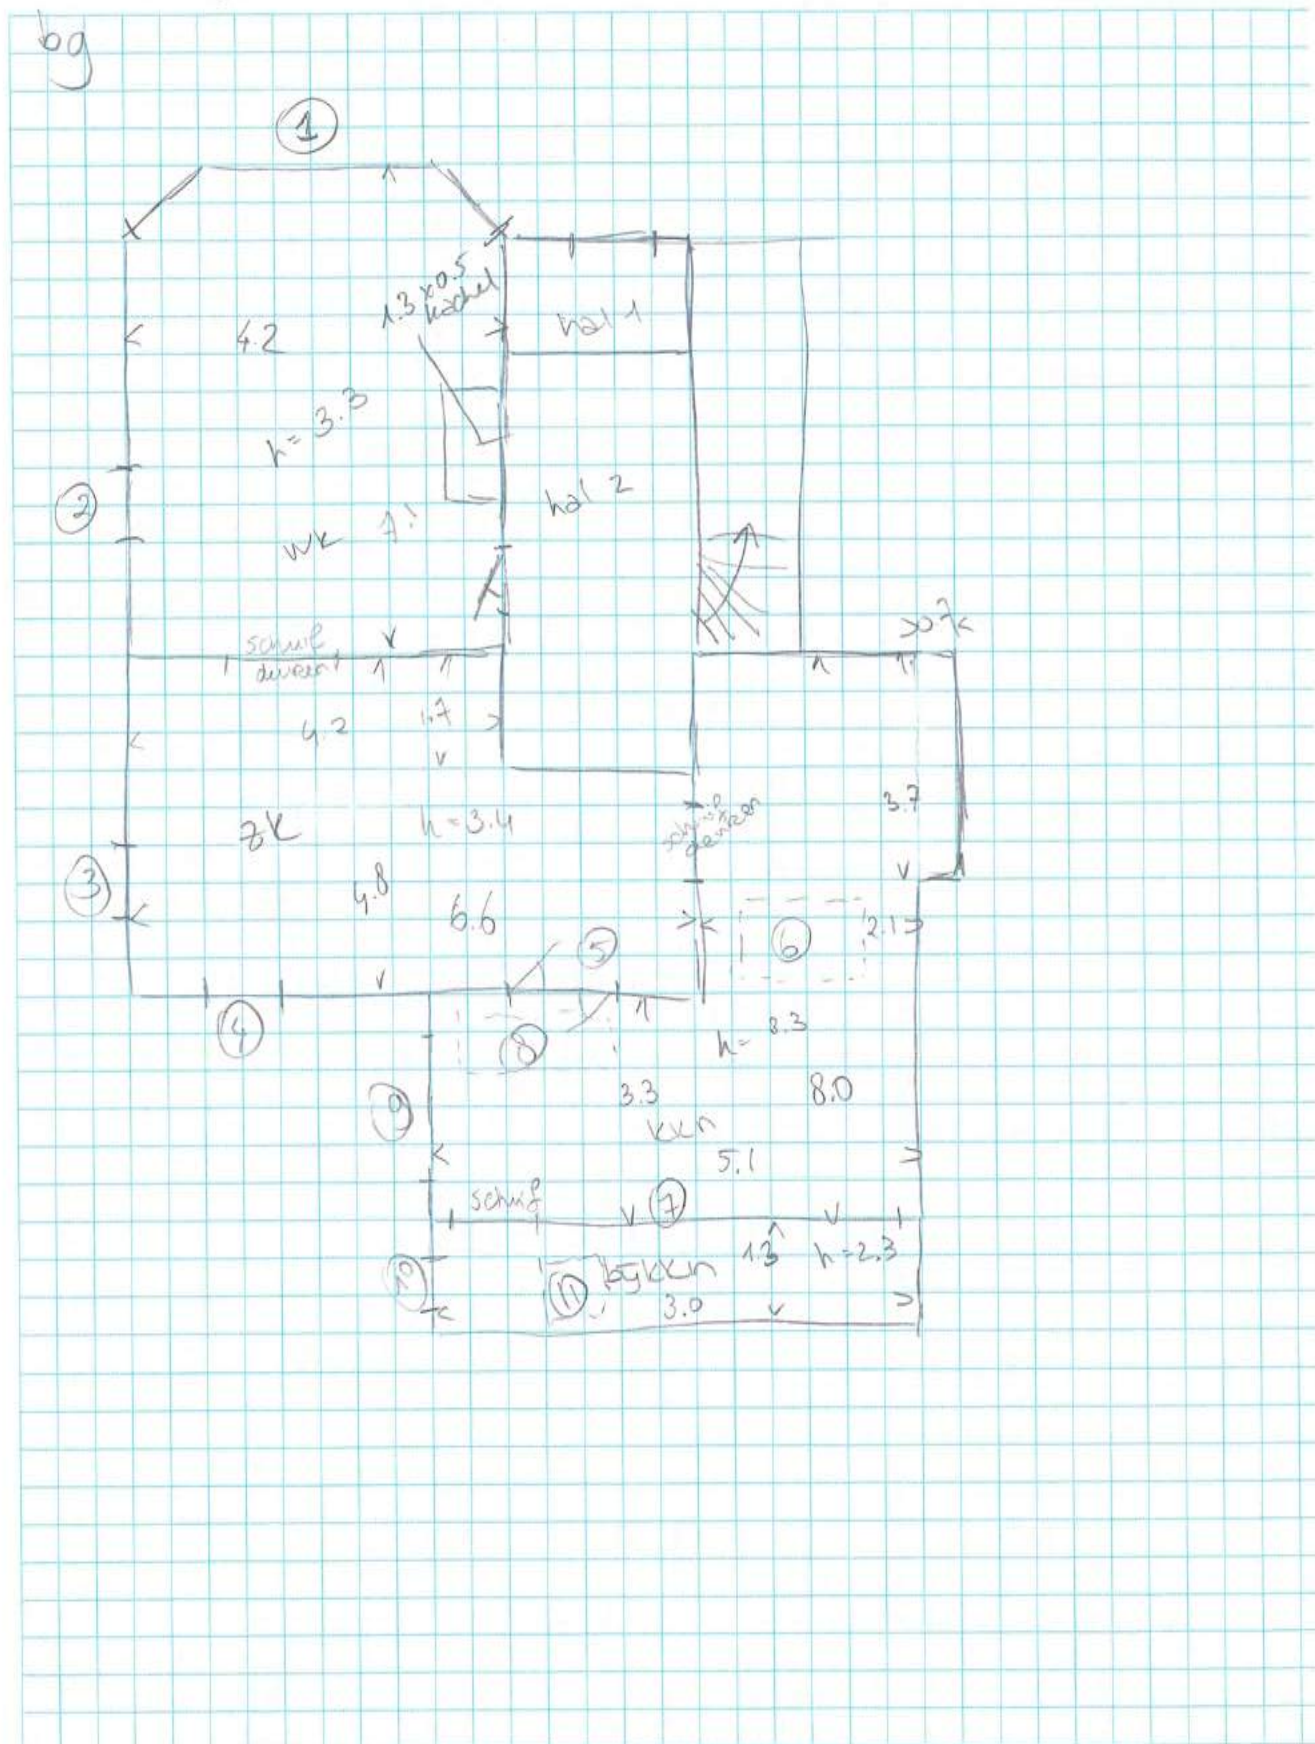 bg
1
1.3 x 0.5
kachel
hal 1
4.2
h = 3.3
2
hal 2
wk
schuif
deuren
0.7
4.2
1.7
zk
h = 3.4
schuif
deuren
3.7
3
4.8
6.6
5
6
2.1
4
8
h =
3.3
9
3.3
8.0
kkn
5.1
schuif
7
10
11
bijkkn
1.3
h = 2.3
3.0